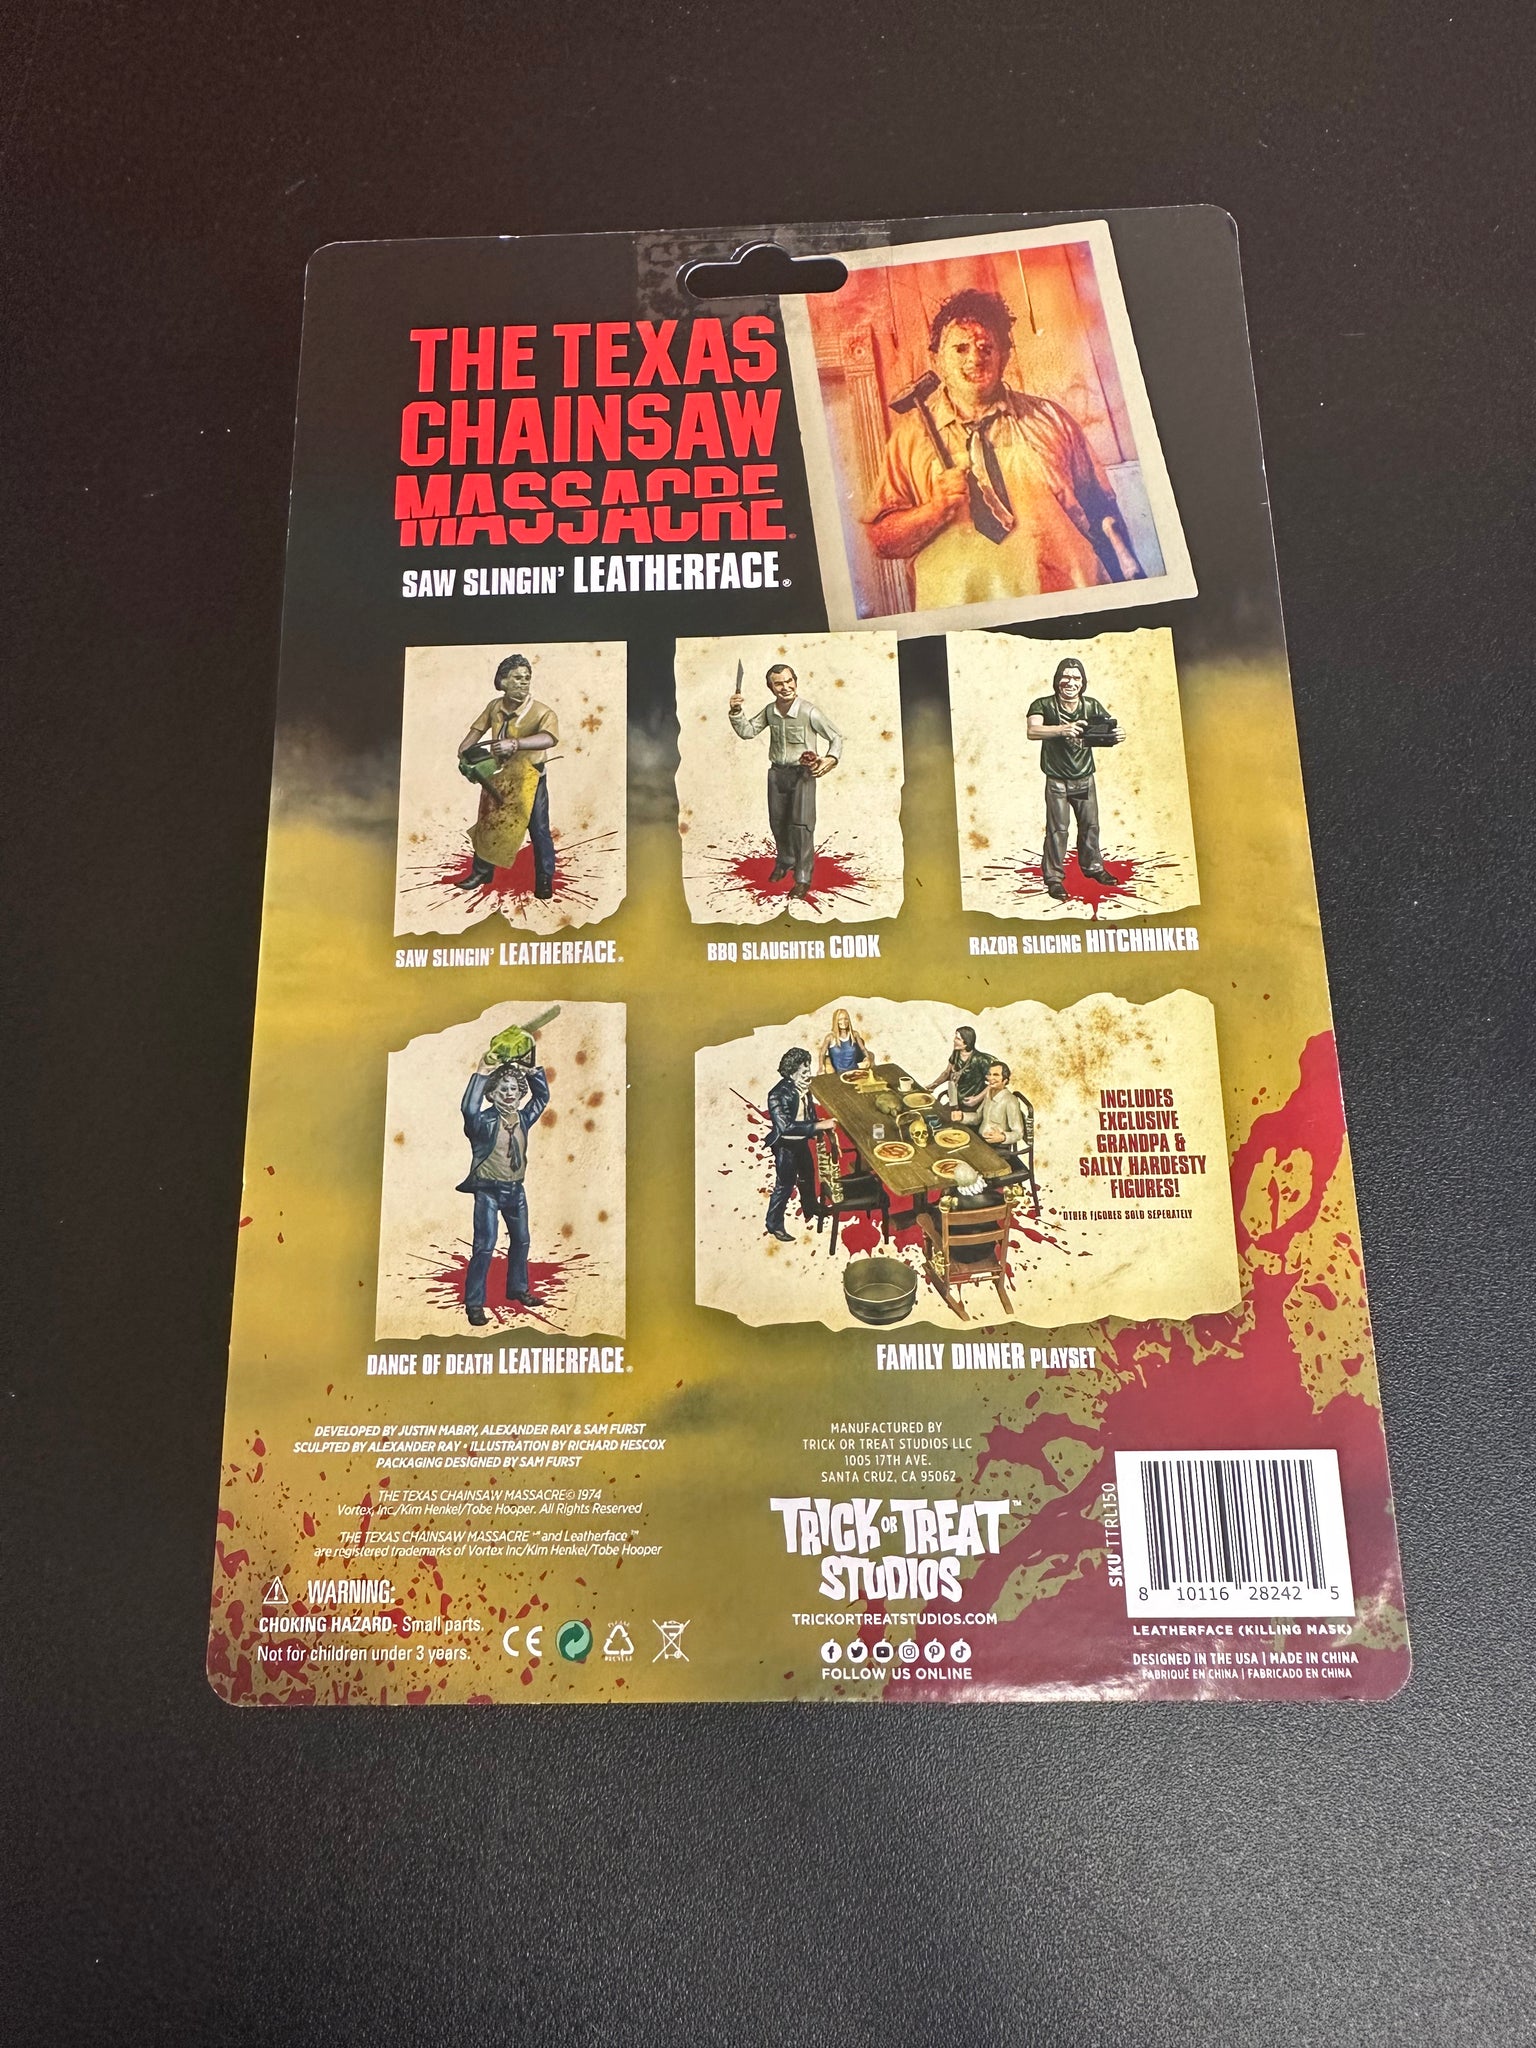 THE TEXAS
CHAINSAW
MASSACRE
SAW SLINGIN' LEATHERFACE®
SAW SLINGIN' LEATHERFACE®
BBQ SLAUGHTER COOK
RAZOR SLICING HITCHHIKER
INCLUDES
EXCLUSIVE
GRANDPA &
SALLY HARDESTY
FIGURES!
*OTHER FIGURES SOLD SEPERATELY
DANCE OF DEATH LEATHERFACE®
FAMILY DINNER PLAYSET
DEVELOPED BY JUSTIN MABRY, ALEXANDER RAY & SAM FURST
SCULPTED BY ALEXANDER RAY • ILLUSTRATION BY RICHARD HESCOX
PACKAGING DESIGNED BY SAM FURST
THE TEXAS CHAINSAW MASSACRE© 1974
Vortex, Inc./Kim Henkel/Tobe Hooper. All Rights Reserved
THE TEXAS CHAINSAW MASSACRE ™ and Leatherface ™
are registered trademarks of Vortex Inc/Kim Henkel/Tobe Hooper
WARNING:
CHOKING HAZARD- Small parts.
Not for children under 3 years.
CE
PLEASE
RECYCLE
MANUFACTURED BY
TRICK OR TREAT STUDIOS LLC
1005 17TH AVE.
SANTA CRUZ, CA 95062
TRICK OR TREAT™
STUDIOS
TRICKORTREATSTUDIOS.COM
FOLLOW US ONLINE
SKU TTRL150
8 10116 28242 5
LEATHERFACE (KILLING MASK)
DESIGNED IN THE USA | MADE IN CHINA
FABRIQUÉ EN CHINA | FABRICADO EN CHINA